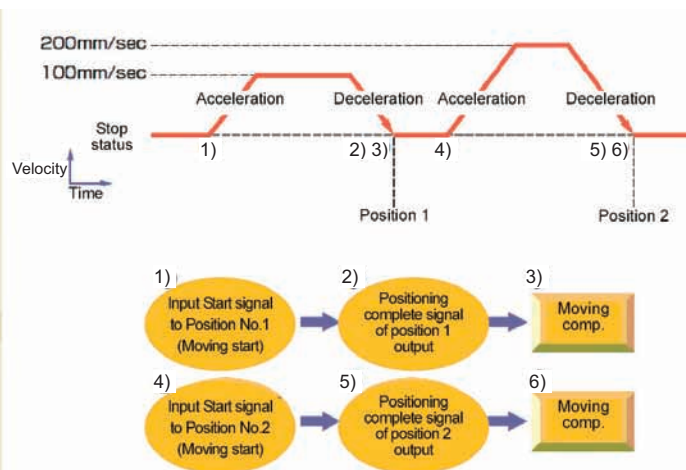 200mm/sec
100mm/sec
Acceleration Deceleration Acceleration Deceleration
Stop
status
1) 2) 3) 4) 5) 6)
Velocity
Time
Position 1 Position 2
1) 2) 3)
Input Start signal
to Position No.1
(Moving start)
Positioning
complete signal
of position 1
output
Moving
comp.
4) 5) 6)
Input Start signal
to Position No.2
(Moving start)
Positioning
complete signal
of position 2
output
Moving
comp.